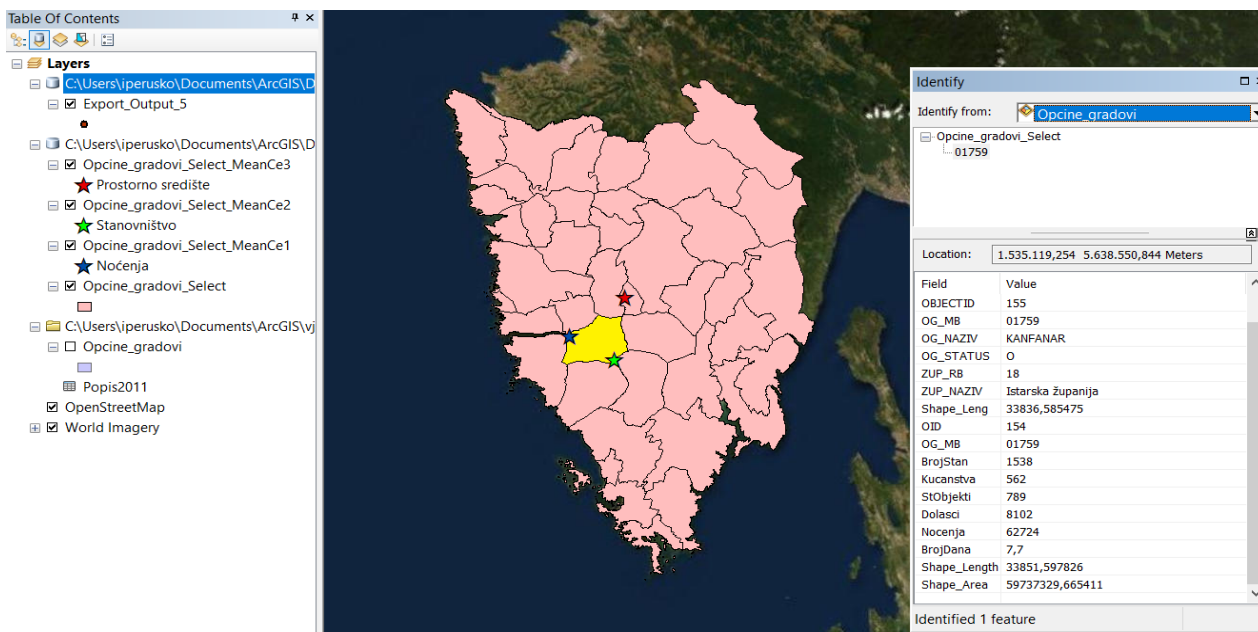 Table Of Contents
Layers
C:\Users\iperusko\Documents\ArcGIS\D
Export_Output_5
C:\Users\iperusko\Documents\ArcGIS\D
Opcine_gradovi_Select_MeanCe3
Prostorno središte
Opcine_gradovi_Select_MeanCe2
Stanovništvo
Opcine_gradovi_Select_MeanCe1
Noćenja
Opcine_gradovi_Select
C:\Users\iperusko\Documents\ArcGIS\vj
Opcine_gradovi
Popis2011
OpenStreetMap
World Imagery
Identify
Identify from: Opcine_gradovi
Opcine_gradovi_Select
01759
Location: 1.535.119,254 5.638.550,844 Meters
Field Value
OBJECTID 155
OG_MB 01759
OG_NAZIV KANFANAR
OG_STATUS O
ZUP_RB 18
ZUP_NAZIV Istarska županija
Shape_Leng 33836,585475
OID 154
OG_MB 01759
BrojStan 1538
Kucanstva 562
StObjekti 789
Dolasci 8102
Nocenja 62724
BrojDana 7,7
Shape_Length 33851,597826
Shape_Area 59737329,665411
Identified 1 feature